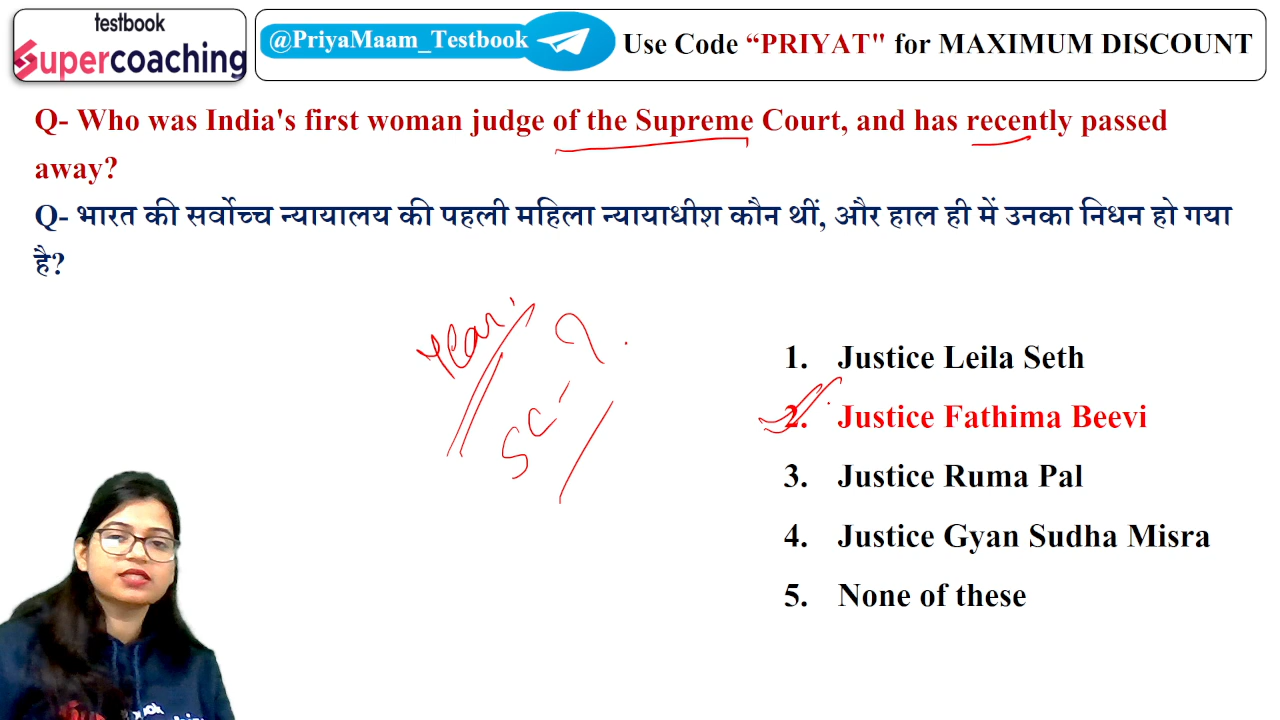 testbook
Supercoaching
@PriyaMaam_Testbook
Use Code “PRIYAT" for MAXIMUM DISCOUNT
Q- Who was India's first woman judge of the Supreme Court, and has recently passed
away?
Q- भारत की सर्वोच्च न्यायालय की पहली महिला न्यायाधीश कौन थीं, और हाल ही में उनका निधन हो गया
है?
Year
SC
1. Justice Leila Seth
2. Justice Fathima Beevi
3. Justice Ruma Pal
4. Justice Gyan Sudha Misra
5. None of these